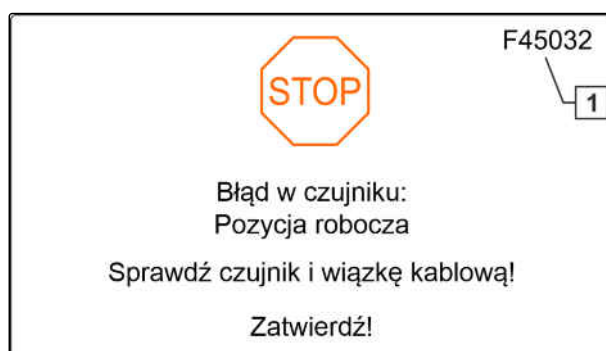 F45032
STOP
1
Błąd w czujniku:
Pozycja robocza
Sprawdź czujnik i wiązkę kablową!
Zatwierdź!